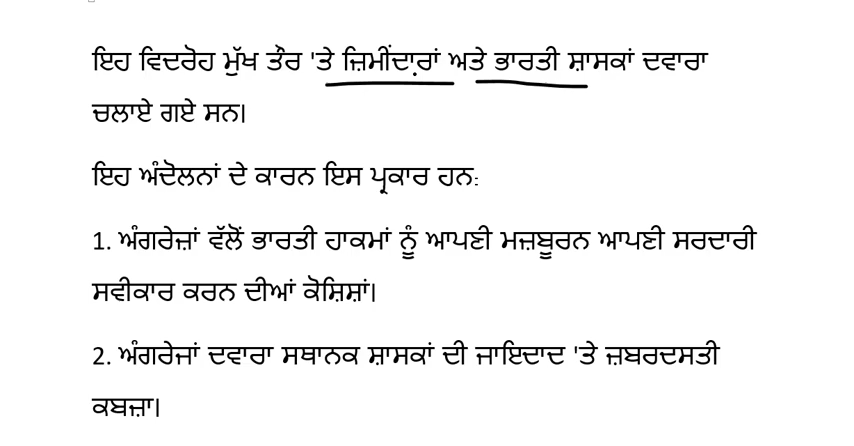 ਇਹ ਵਿਦਰੋਹ ਮੁੱਖ ਤੌਰ 'ਤੇ ਜ਼ਿਮੀਂਦਾਰਾਂ ਅਤੇ ਭਾਰਤੀ ਸ਼ਾਸਕਾਂ ਦਵਾਰਾ
ਚਲਾਏ ਗਏ ਸਨ।
ਇਹ ਅੰਦੋਲਨਾਂ ਦੇ ਕਾਰਨ ਇਸ ਪ੍ਰਕਾਰ ਹਨ:
1. ਅੰਗਰੇਜ਼ਾਂ ਵੱਲੋਂ ਭਾਰਤੀ ਹਾਕਮਾਂ ਨੂੰ ਆਪਣੀ ਮਜ਼ਬੂਰਨ ਆਪਣੀ ਸਰਦਾਰੀ
ਸਵੀਕਾਰ ਕਰਨ ਦੀਆਂ ਕੋਸ਼ਿਸ਼ਾਂ।
2. ਅੰਗਰੇਜਾਂ ਦਵਾਰਾ ਸਥਾਨਕ ਸ਼ਾਸਕਾਂ ਦੀ ਜਾਇਦਾਦ 'ਤੇ ਜ਼ਬਰਦਸਤੀ
ਕਬਜ਼ਾ।